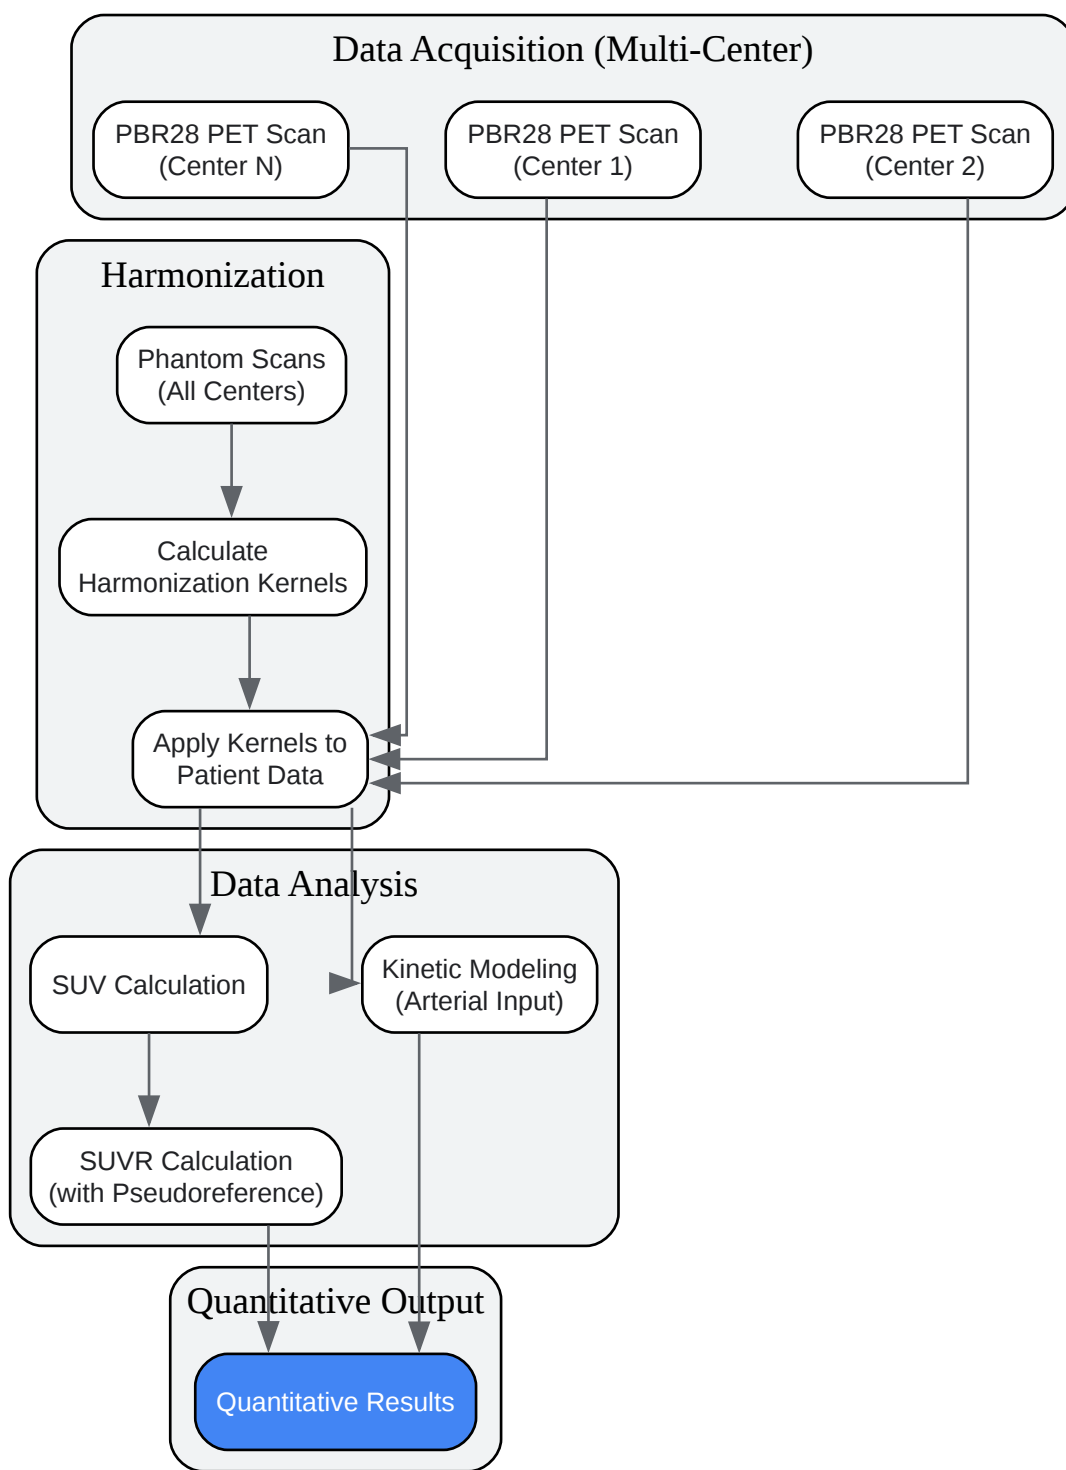 Data Acquisition (Multi-Center)
PBR28 PET Scan
(Center N)
PBR28 PET Scan
(Center 1)
PBR28 PET Scan
(Center 2)
Harmonization
Phantom Scans
(All Centers)
Calculate
Harmonization Kernels
Apply Kernels to
Patient Data
Data Analysis
SUV Calculation
Kinetic Modeling
(Arterial Input)
SUVR Calculation
(with Pseudoreference)
Quantitative Output
Quantitative Results